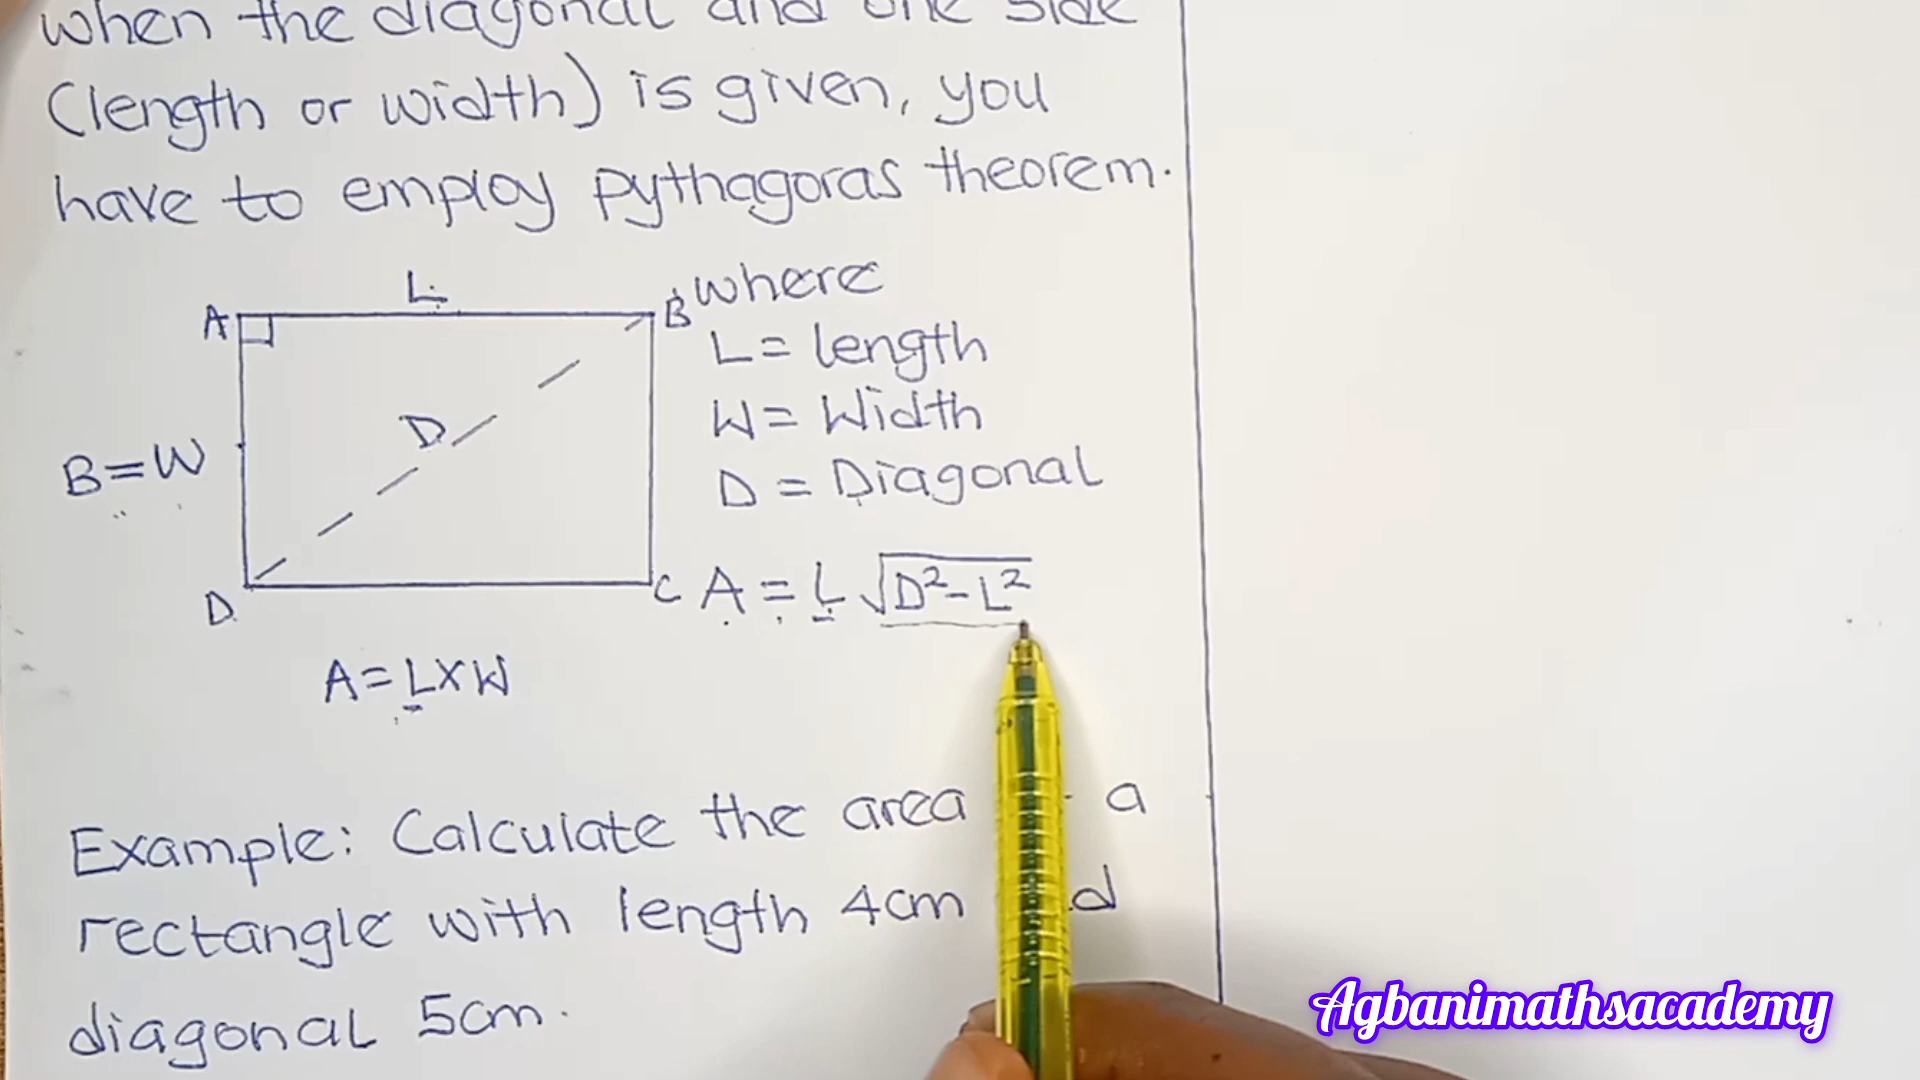 when the diagonal and one side
(length or width) is given, you
have to employ pythagoras theorem.
L
A
B
where
L = length
B = W
D
W = Width
D = Diagonal
D
C
A = L √D²-L²
A = L X W
Example: Calculate the area a
rectangle with length 4cm
diagonal 5cm.
Agbanimathsacademy